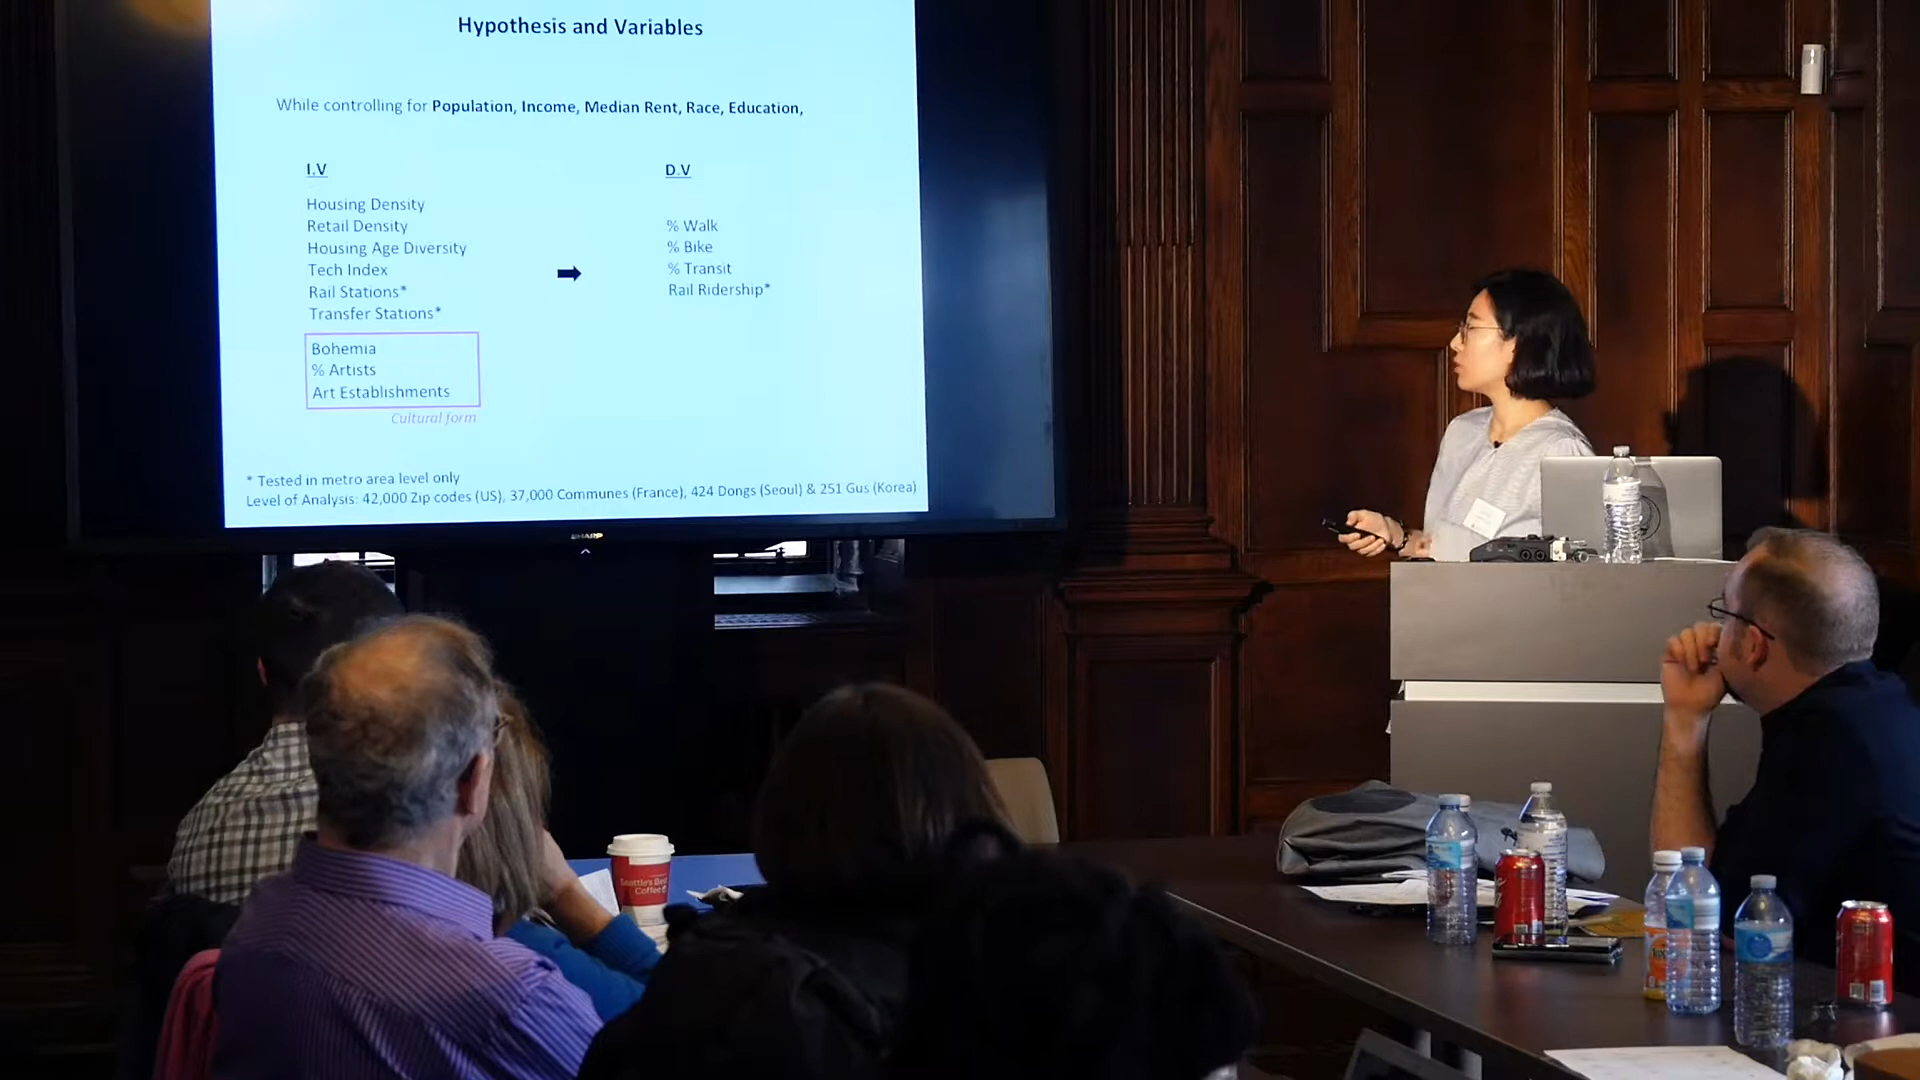 Hypothesis and Variables
While controlling for Population, Income, Median Rent, Race, Education,
I.V
D.V
Housing Density
Retail Density
Housing Age Diversity
Tech Index
Rail Stations*
Transfer Stations*
% Walk
% Bike
% Transit
Rail Ridership*
Bohemia
% Artists
Art Establishments
Cultural form
* Tested in metro area level only
Level of Analysis: 42,000 Zip codes (US), 37,000 Communes (France), 424 Dongs (Seoul) & 251 Gus (Korea)
SHARP
Seattle's Best
Coffee